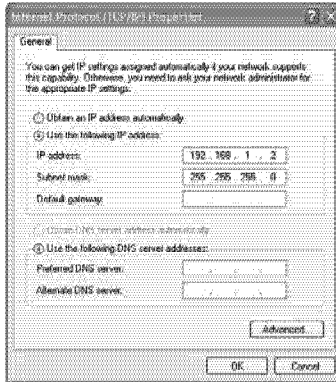 Internet Protocol (TCP/IP) Properties
General
You can get IP settings assigned automatically if your network supports
this capability. Otherwise, you need to ask your network administrator for
the appropriate IP settings.
Obtain an IP address automatically
Use the following IP address:
IP address: 192 . 168 . 1 . 2
Subnet mask: 255 . 255 . 255 . 0
Default gateway:
Obtain DNS server address automatically
Use the following DNS server addresses:
Preferred DNS server:
Alternate DNS server:
Advanced...
OK Cancel